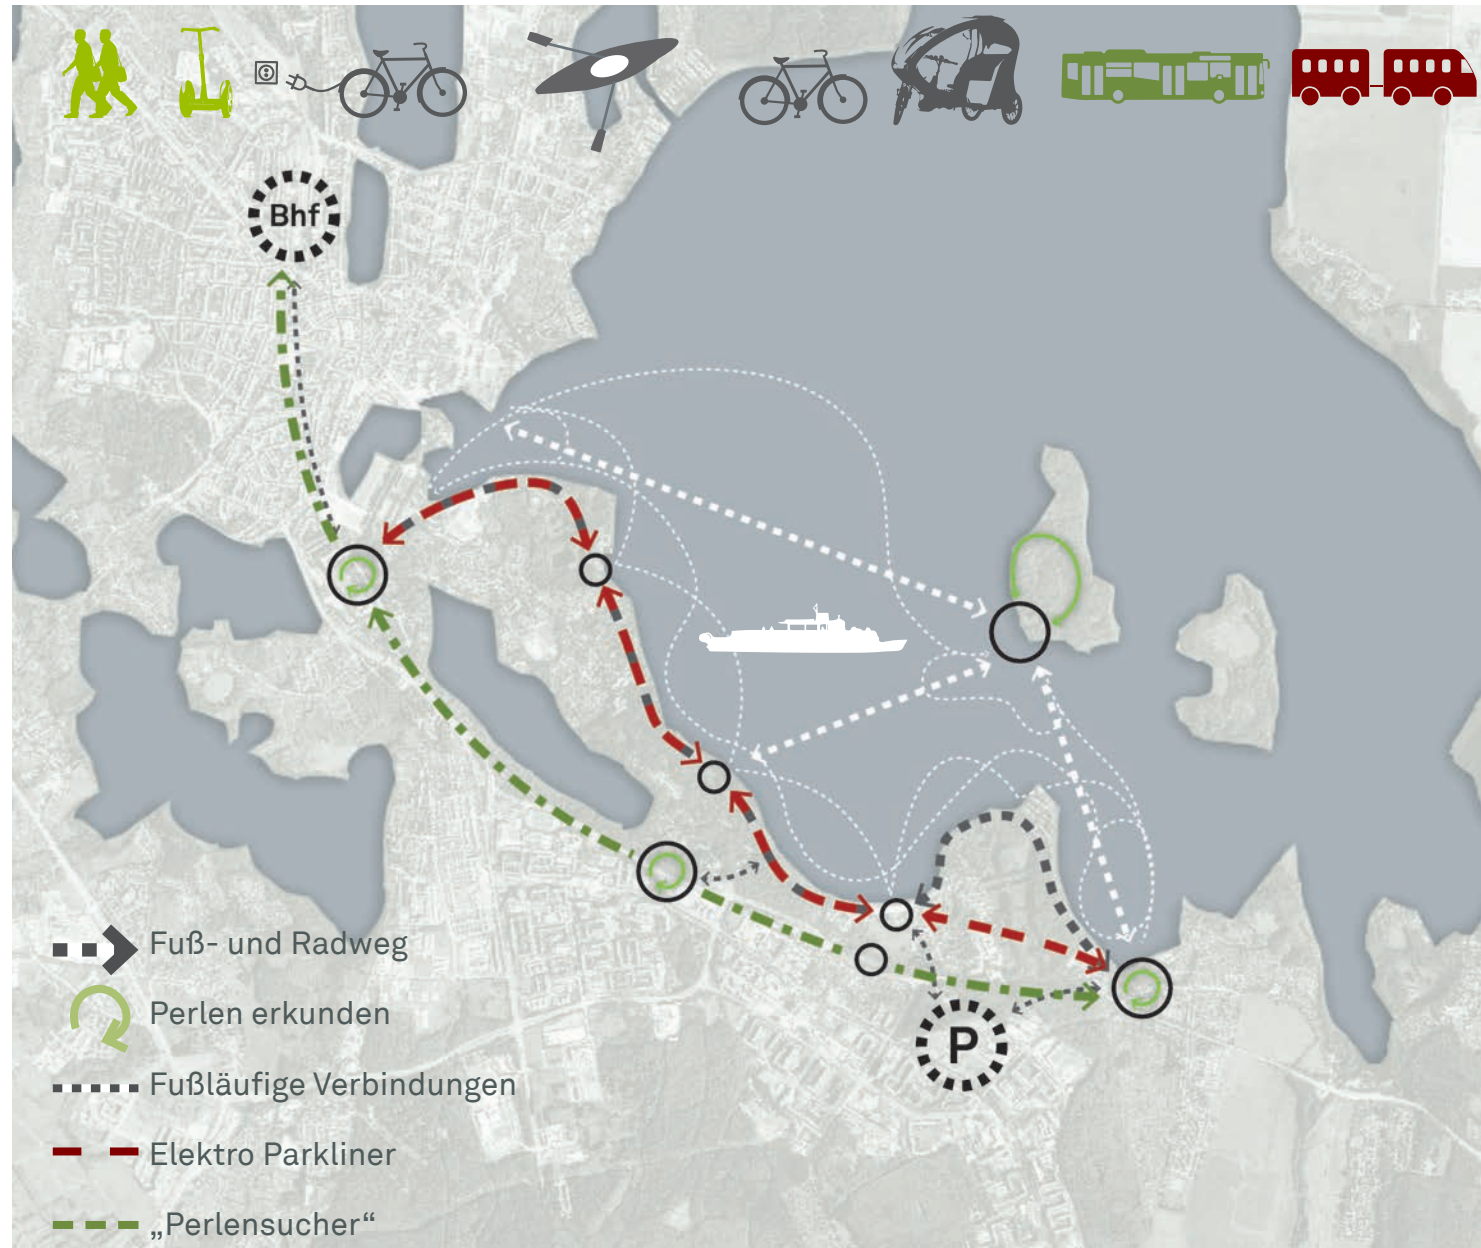 Bhf
P
Fuß- und Radweg
Perlen erkunden
Fußläufige Verbindungen
Elektro Parkliner
„Perlensucher“